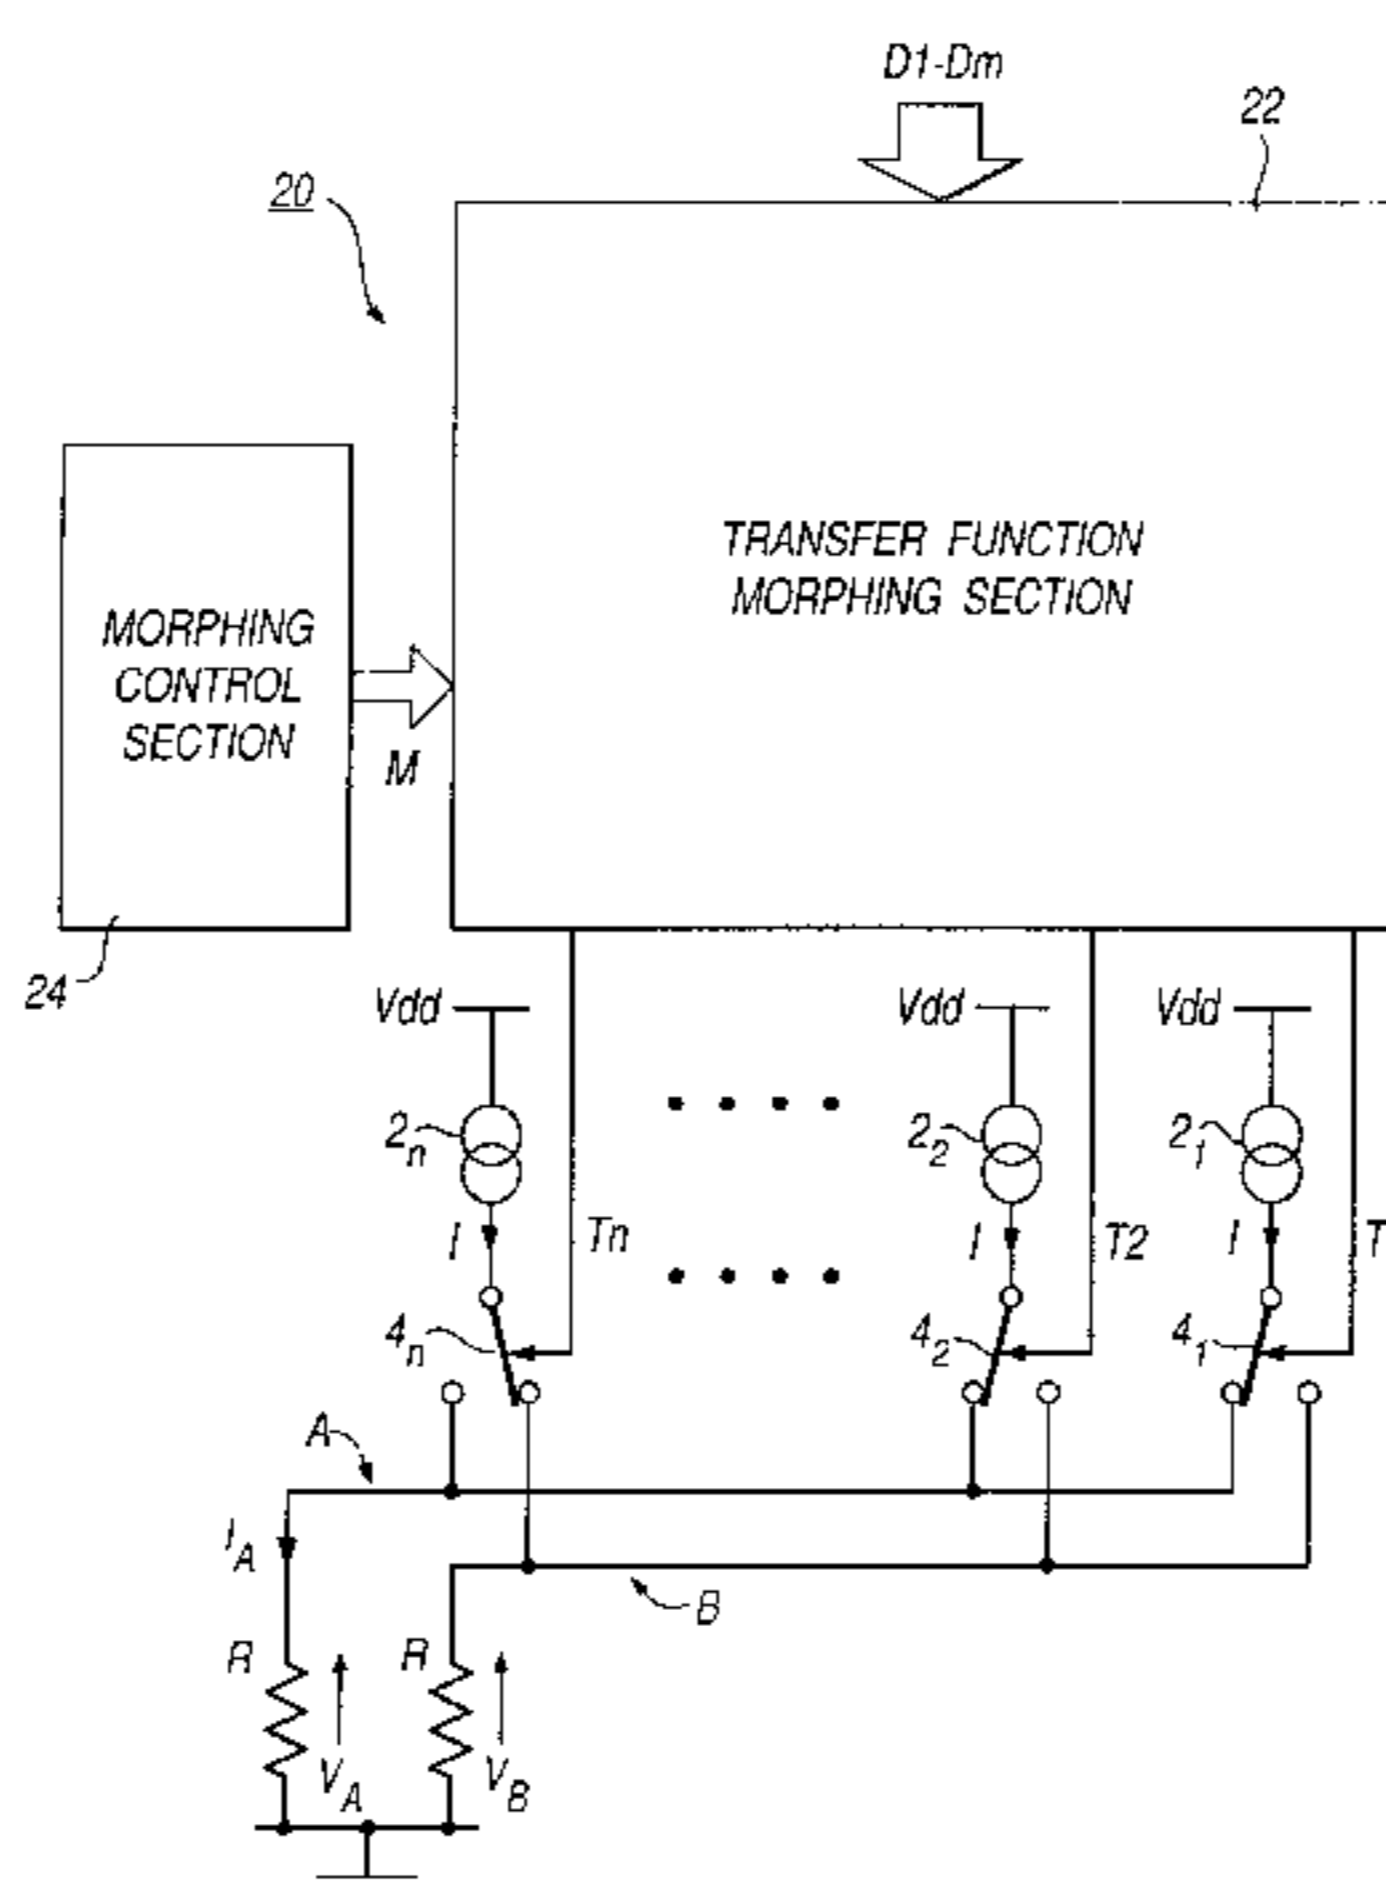 D1-Dm
22
20
TRANSFER FUNCTION
MORPHING SECTION
MORPHING
CONTROL
SECTION
M
24
Vdd
Vdd
Vdd
2n
22
21
I
Tn
I
T2
I
T
4n
42
41
A
IA
B
R
R
VA
VB